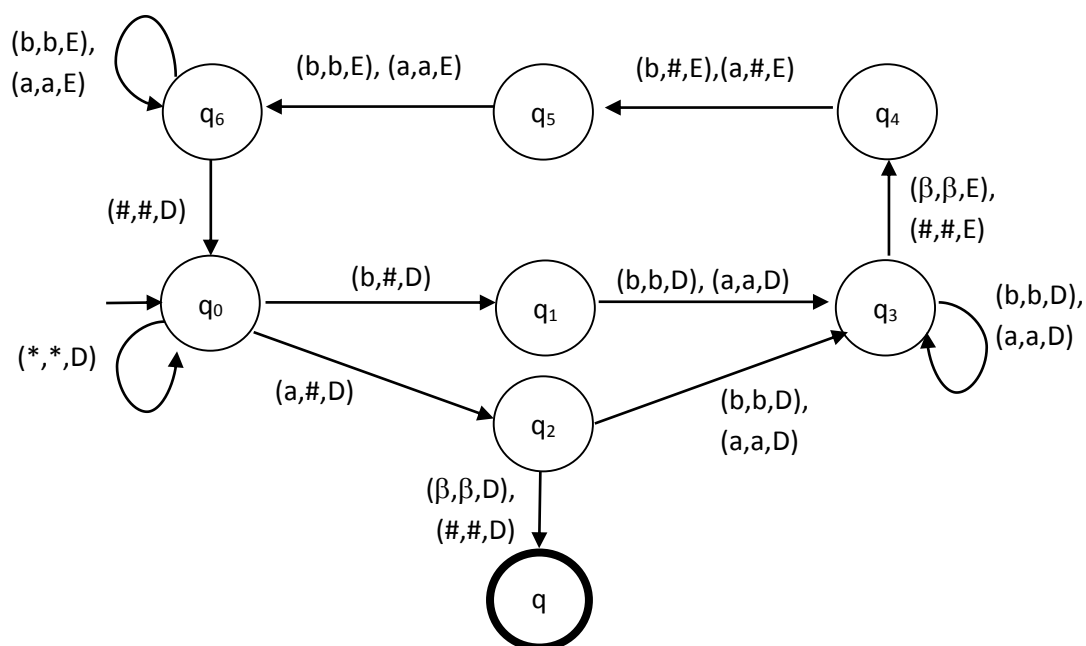 (b,b,E),
(a,a,E)
(b,b,E), (a,a,E)
(b,#,E),(a,#,E)
q6
q5
q4
(#,#,D)
(β,β,E),
(#,#,E)
(b,#,D)
(b,b,D), (a,a,D)
q0
q1
q3
(b,b,D),
(a,a,D)
(*,*,D)
(a,#,D)
q2
(b,b,D),
(a,a,D)
(β,β,D),
(#,#,D)
q